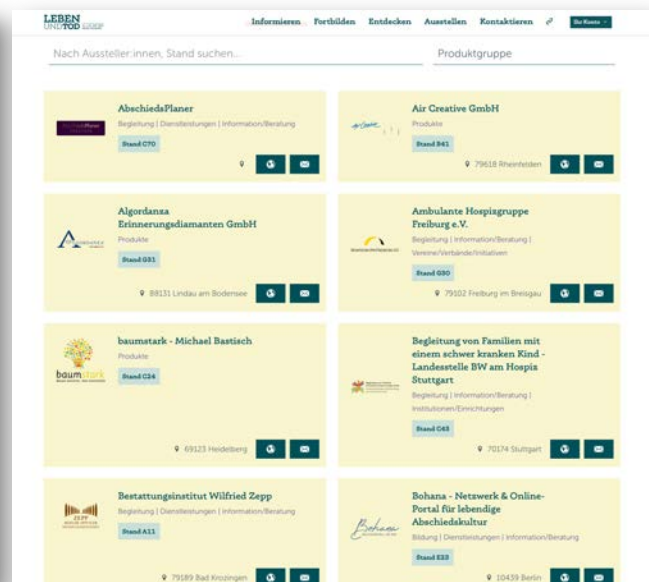 LEBEN
UND TOD
Informieren Fortbilden Entdecken Ausstellen Kontaktieren Ihr Konto
Nach Aussteller:innen, Stand suchen...
Produktgruppe
AbschiedsPlaner
Begleitung | Dienstleistungen | Information/Beratung
Stand C70
Air Creative GmbH
Produkte
Stand B41
79618 Rheinfelden
Algordanza
Erinnerungsdiamanten GmbH
Produkte
Stand G31
88131 Lindau am Bodensee
Ambulante Hospizgruppe
Freiburg e.V.
Begleitung | Information/Beratung |
Vereine/Verbände/Initiativen
Stand G30
79102 Freiburg im Breisgau
baumstark - Michael Bastisch
Produkte
Stand C24
baumstark
69123 Heidelberg
Begleitung von Familien mit
einem schwer kranken Kind -
Landesstelle BW am Hospiz
Stuttgart
Begleitung | Information/Beratung |
Institutionen/Einrichtungen
Stand C45
70174 Stuttgart
Bestattungsinstitut Wilfried Zepp
Begleitung | Dienstleistungen | Information/Beratung
Stand A11
ZEPP
79189 Bad Krozingen
Bohana - Netzwerk & Online-
Portal für lebendige
Abschiedskultur
Bildung | Dienstleistungen | Information/Beratung
Stand E23
Bohana
10439 Berlin